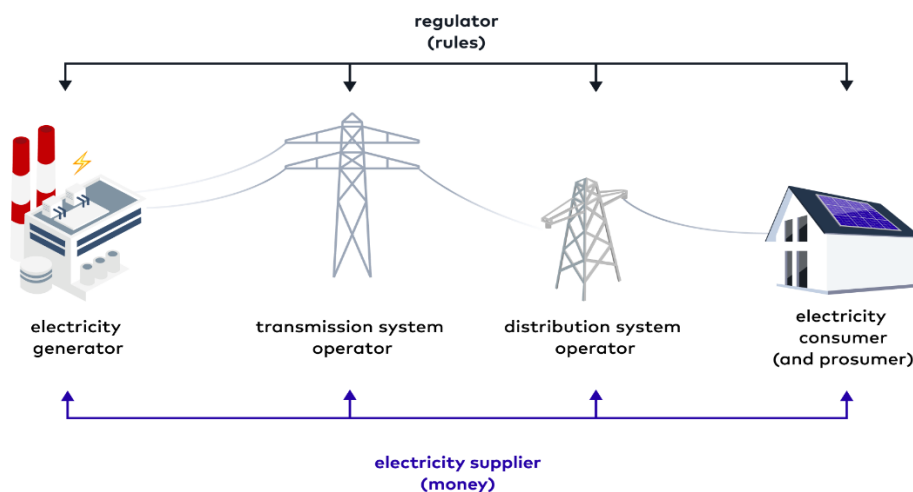 regulator
(rules)
electricity
generator
transmission system
operator
distribution system
operator
electricity
consumer
(and prosumer)
electricity supplier
(money)